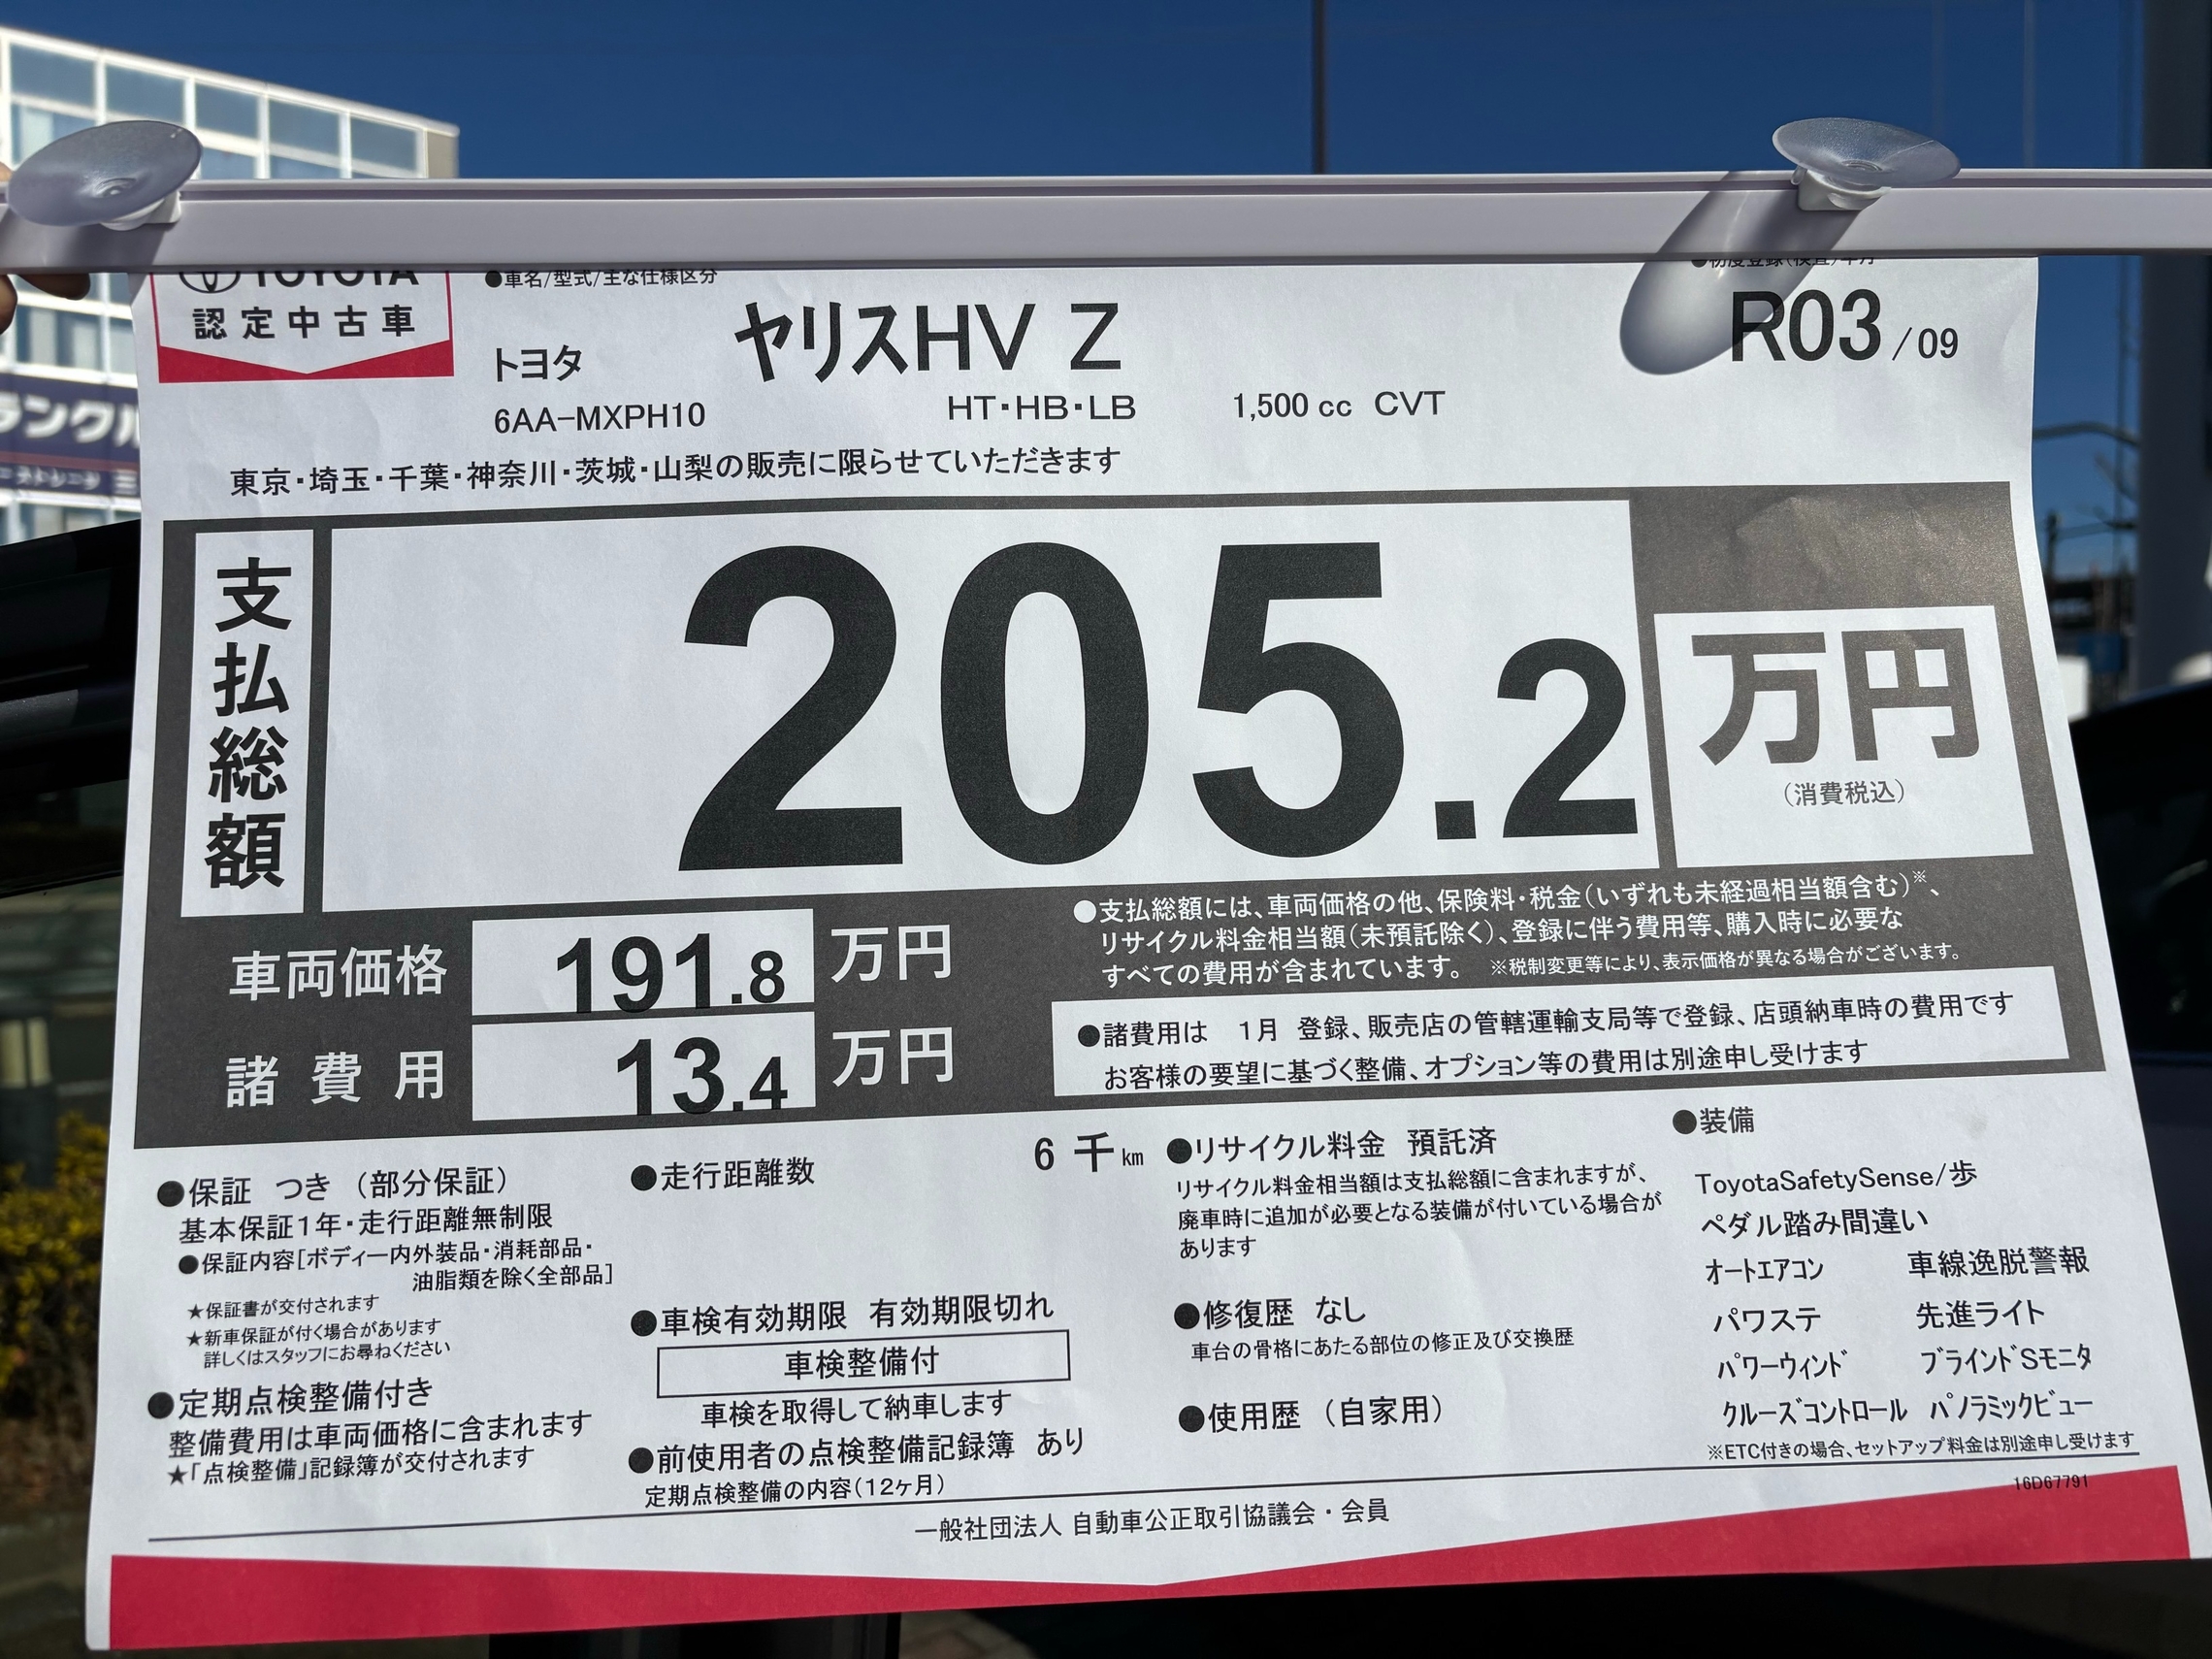 TOYOTA
認定中古車
●車名/型式/主な仕様区分
トヨタ ヤリスHV Z
6AA-MXPH10 HT・HB・LB 1,500 cc CVT
●初度登録(検査)年月
R03/09
東京・埼玉・千葉・神奈川・茨城・山梨の販売に限らせていただきます
支払総額
205.2
万円
(消費税込)
車両価格 191.8 万円
諸費用 13.4 万円
●支払総額には、車両価格の他、保険料・税金(いずれも未経過相当額含む)※、
リサイクル料金相当額(未預託除く)、登録に伴う費用等、購入時に必要な
すべての費用が含まれています。 ※税制変更等により、表示価格が異なる場合がございます。
●諸費用は 1月 登録、販売店の管轄運輸支局等で登録、店頭納車時の費用です
お客様の要望に基づく整備、オプション等の費用は別途申し受けます
●保証 つき (部分保証)
基本保証1年・走行距離無制限
●保証内容[ボディー内外装品・消耗部品・
油脂類を除く全部品]
★保証書が交付されます
★新車保証が付く場合があります
詳しくはスタッフにお尋ねください
●定期点検整備付き
整備費用は車両価格に含まれます
★「点検整備」記録簿が交付されます
●走行距離数 6 千km
●車検有効期限 有効期限切れ
車検整備付
車検を取得して納車します
●前使用者の点検整備記録簿 あり
定期点検整備の内容(12ヶ月)
●リサイクル料金 預託済
リサイクル料金相当額は支払総額に含まれますが、
廃車時に追加が必要となる装備が付いている場合が
あります
●修復歴 なし
車台の骨格にあたる部位の修正及び交換歴
●使用歴 (自家用)
●装備
ToyotaSafetySense/歩
ペダル踏み間違い
オートエアコン 車線逸脱警報
パワステ 先進ライト
パワーウィンド ブラインドSモニタ
クルーズコントロール パノラミックビュー
※ETC付きの場合、セットアップ料金は別途申し受けます
16D67791
一般社団法人 自動車公正取引協議会・会員
ランクル